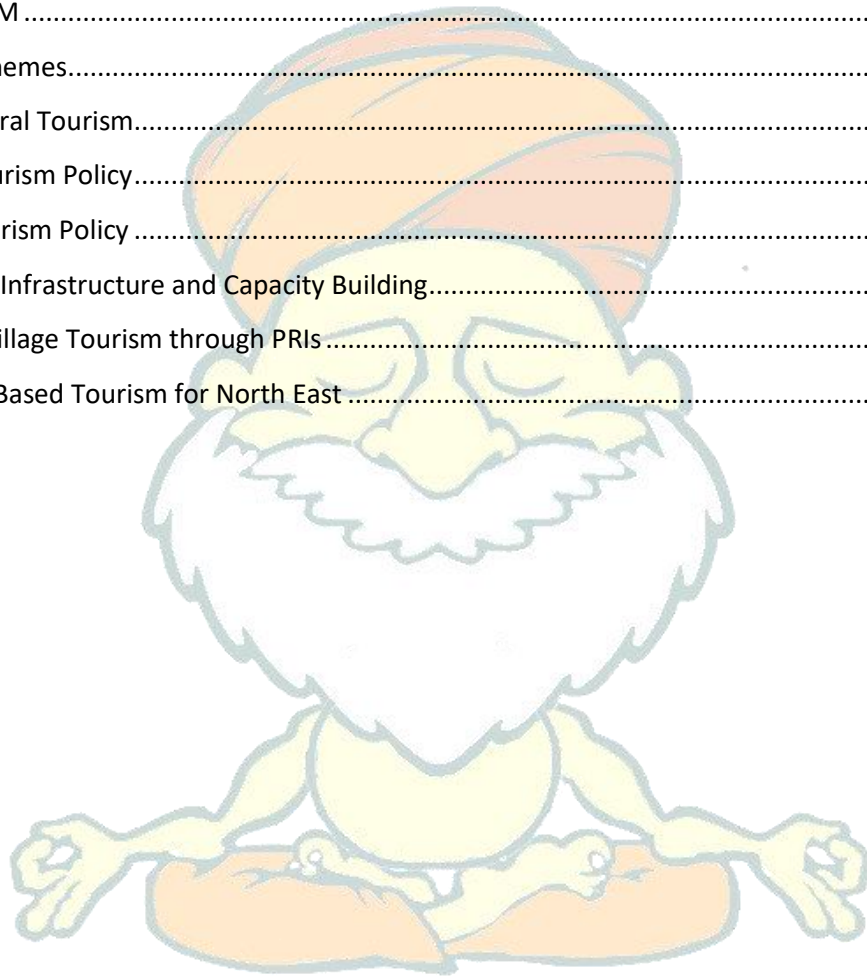 M ................................................................
hemes................................................................
ral Tourism................................................................
urism Policy................................................................
rism Policy ................................................................
Infrastructure and Capacity Building................................................................
illage Tourism through PRIs ................................................................
Based Tourism for North East ................................................................